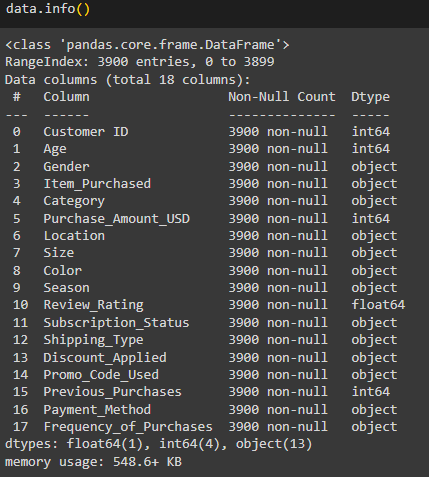 data.info()
<class 'pandas.core.frame.DataFrame'>
RangeIndex: 3900 entries, 0 to 3899
Data columns (total 18 columns):
 #   Column                  Non-Null Count  Dtype
---  ------                  --------------  -----
 0   Customer ID             3900 non-null   int64
 1   Age                     3900 non-null   int64
 2   Gender                  3900 non-null   object
 3   Item_Purchased          3900 non-null   object
 4   Category                3900 non-null   object
 5   Purchase_Amount_USD     3900 non-null   int64
 6   Location                3900 non-null   object
 7   Size                    3900 non-null   object
 8   Color                   3900 non-null   object
 9   Season                  3900 non-null   object
 10  Review_Rating           3900 non-null   float64
 11  Subscription_Status     3900 non-null   object
 12  Shipping_Type           3900 non-null   object
 13  Discount_Applied        3900 non-null   object
 14  Promo_Code_Used         3900 non-null   object
 15  Previous_Purchases      3900 non-null   int64
 16  Payment_Method          3900 non-null   object
 17  Frequency_of_Purchases  3900 non-null   object
dtypes: float64(1), int64(4), object(13)
memory usage: 548.6+ KB